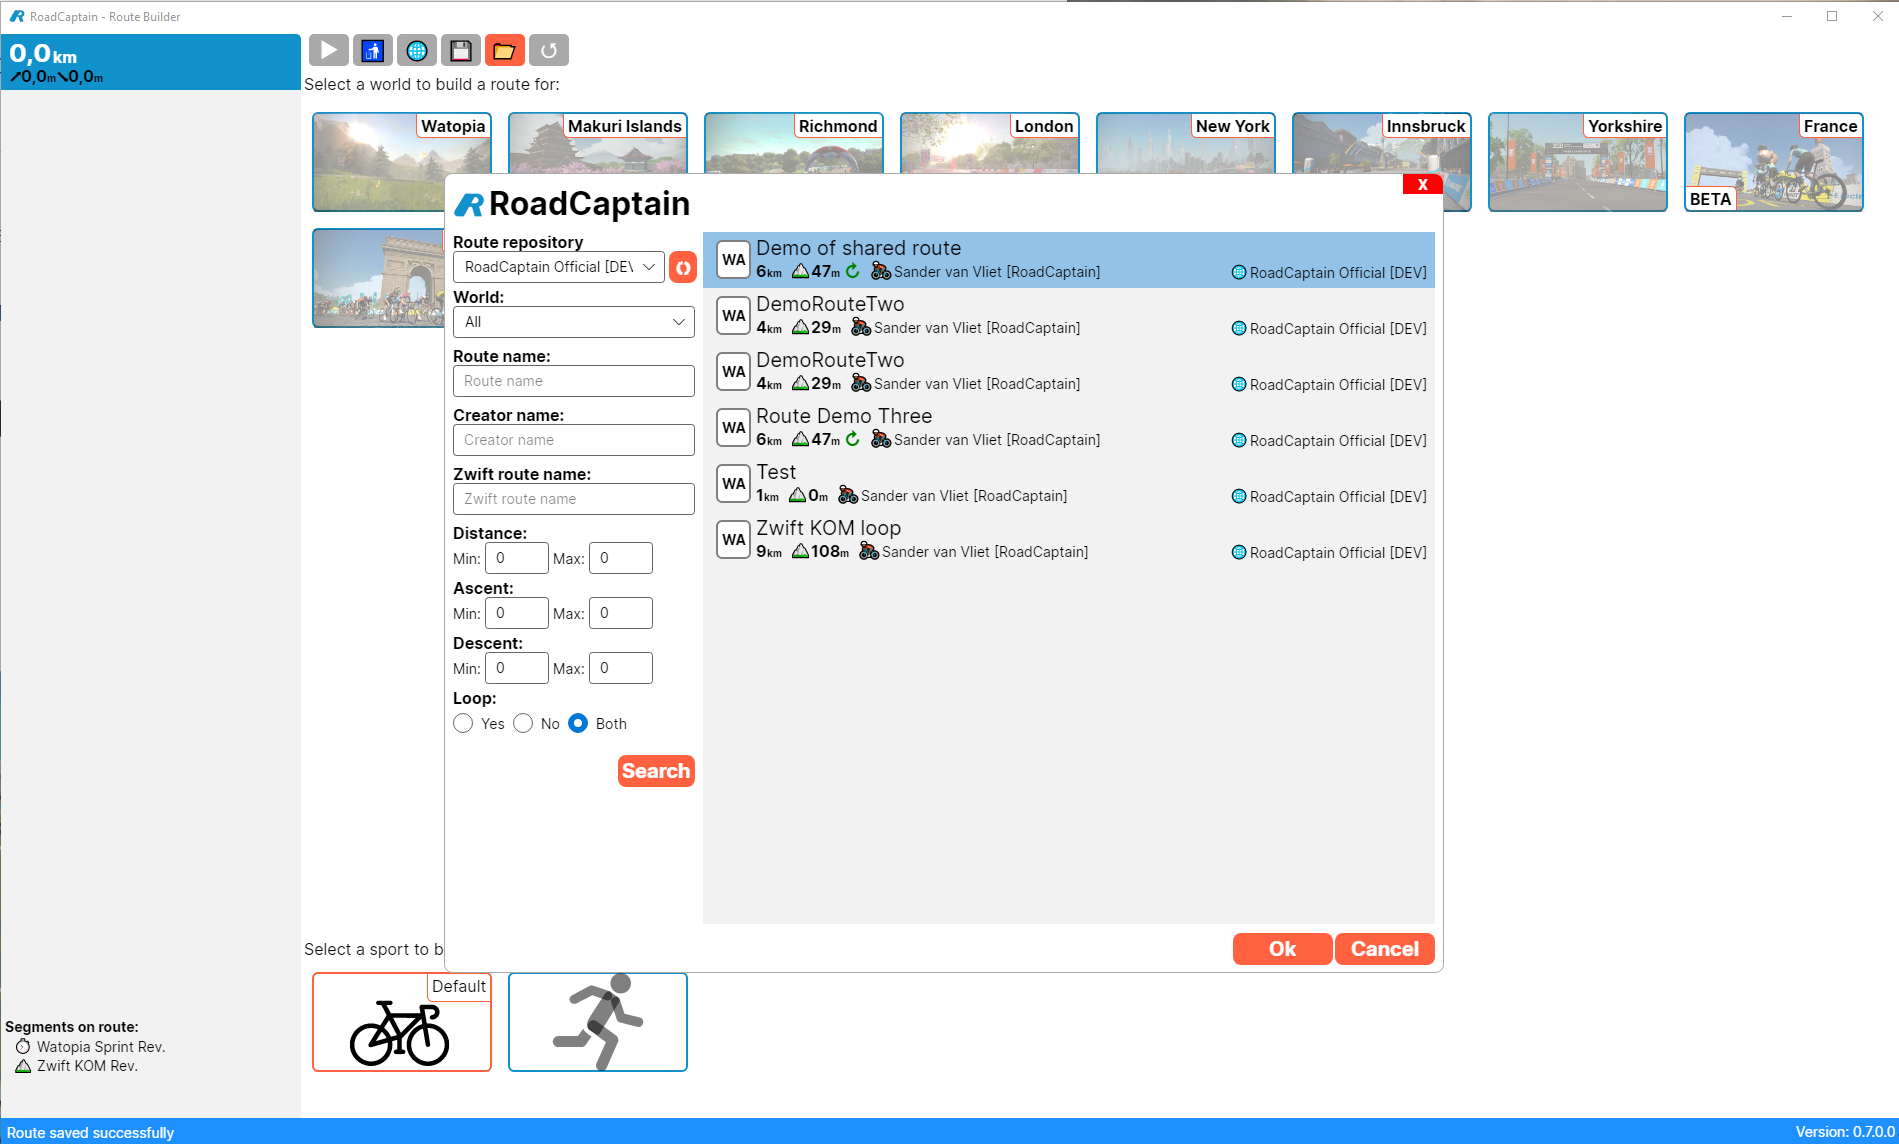 RoadCaptain - Route Builder
0,0km
0,0m 0,0m
Select a world to build a route for:
Watopia
Makuri Islands
Richmond
London
New York
Innsbruck
Yorkshire
France
BETA
X
RoadCaptain
Route repository
RoadCaptain Official [DEV
World:
All
Route name:
Route name
Creator name:
Creator name
Zwift route name:
Zwift route name
Distance:
Min: 0 Max: 0
Ascent:
Min: 0 Max: 0
Descent:
Min: 0 Max: 0
Loop:
Yes No Both
Search
WA
Demo of shared route
6km 47m Sander van Vliet [RoadCaptain] RoadCaptain Official [DEV]
WA
DemoRouteTwo
4km 29m Sander van Vliet [RoadCaptain] RoadCaptain Official [DEV]
WA
DemoRouteTwo
4km 29m Sander van Vliet [RoadCaptain] RoadCaptain Official [DEV]
WA
Route Demo Three
6km 47m Sander van Vliet [RoadCaptain] RoadCaptain Official [DEV]
WA
Test
1km 0m Sander van Vliet [RoadCaptain] RoadCaptain Official [DEV]
WA
Zwift KOM loop
9km 108m Sander van Vliet [RoadCaptain] RoadCaptain Official [DEV]
Ok Cancel
Select a sport to b
Default
Segments on route:
Watopia Sprint Rev.
Zwift KOM Rev.
Route saved successfully
Version: 0.7.0.0